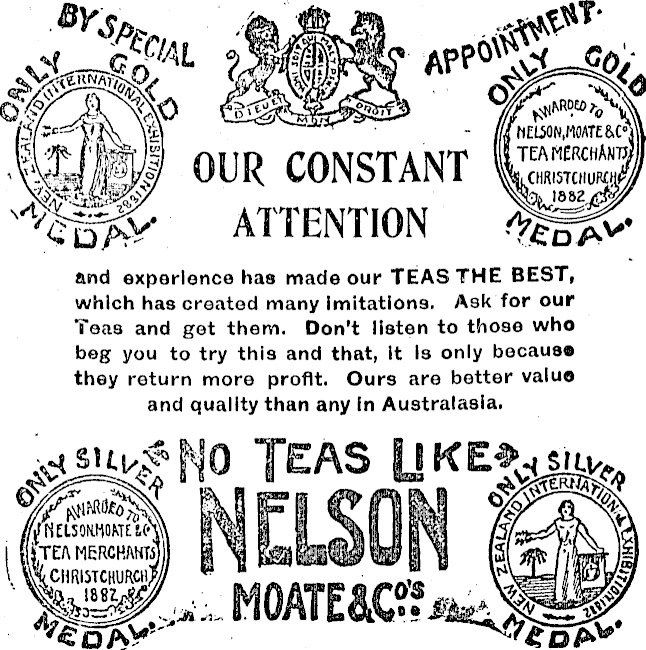 BY SPECIAL
APPOINTMENT.
ONLY GOLD
MEDAL.
NEW ZEALAND INTERNATIONAL EXHIBITION 1882
DIEU ET MON DROIT
ONLY GOLD
MEDAL.
AWARDED TO
NELSON, MOATE & Co
TEA MERCHANTS
CHRISTCHURCH
1882
OUR CONSTANT
ATTENTION
and experience has made our TEAS THE BEST,
which has created many imitations. Ask for our
Teas and get them. Don't listen to those who
beg you to try this and that, it is only because
they return more profit. Ours are better value
and quality than any in Australasia.
NO TEAS LIKE
NELSON
MOATE & Co's
ONLY SILVER
MEDAL.
AWARDED TO
NELSON MOATE & Co
TEA MERCHANTS
CHRISTCHURCH
1882
ONLY SILVER
MEDAL.
NEW ZEALAND INTERNATIONAL EXHIBITION 1882